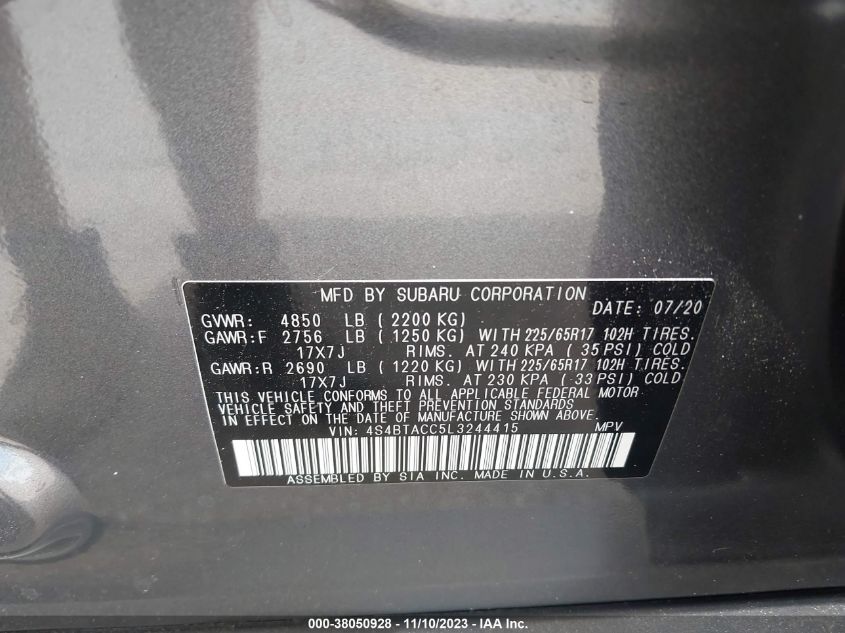 MFD BY SUBARU CORPORATION
DATE: 07/20
GVWR: 4850 LB ( 2200 KG)
GAWR:F 2756 LB ( 1250 KG) WITH 225/65R17 102H TIRES.
17X7J RIMS. AT 240 KPA ( 35 PSI) COLD
GAWR:R 2690 LB ( 1220 KG) WITH 225/65R17 102H TIRES.
17X7J RIMS. AT 230 KPA ( 33 PSI) COLD
THIS VEHICLE CONFORMS TO ALL APPLICABLE FEDERAL MOTOR
VEHICLE SAFETY AND THEFT PREVENTION STANDARDS
IN EFFECT ON THE DATE OF MANUFACTURE SHOWN ABOVE.
VIN: 4S4BTACC5L3244415 MPV
ASSEMBLED BY SIA INC. MADE IN U.S.A.
000-38050928 - 11/10/2023 - IAA Inc.